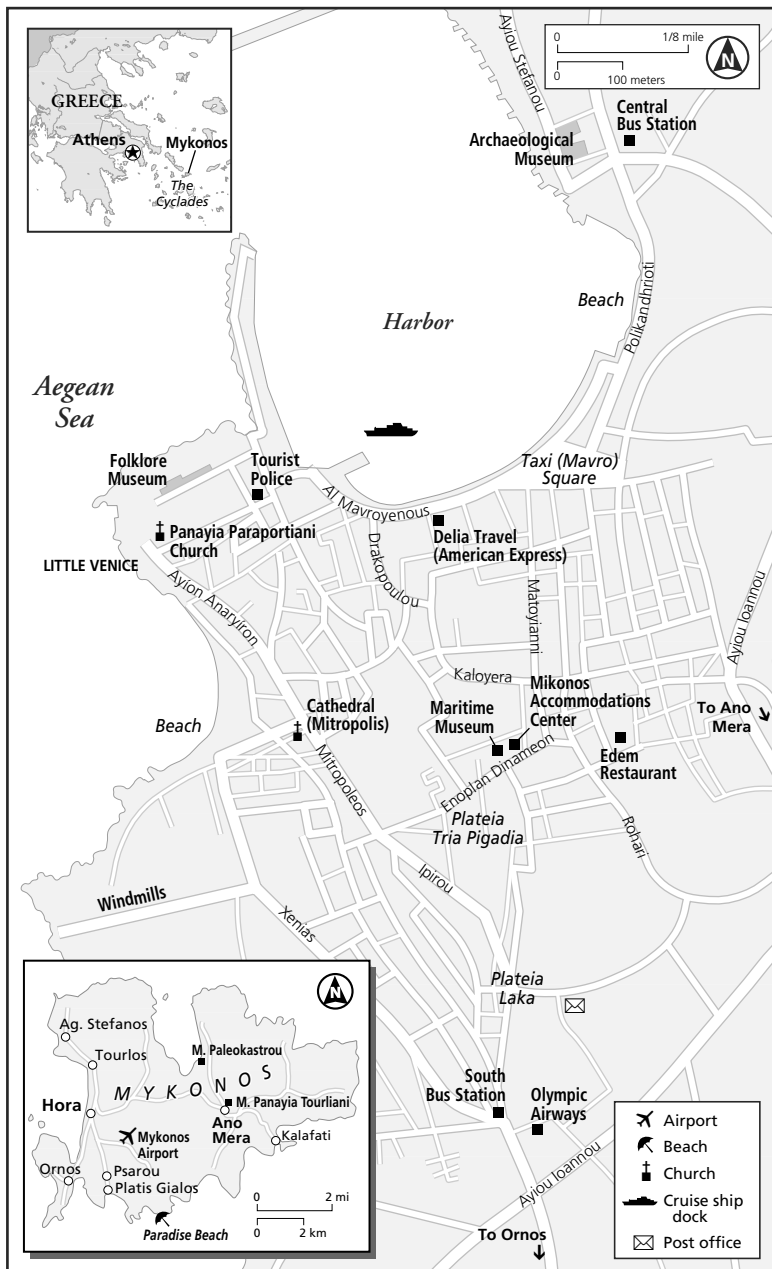 GREECE
Athens
Mykonos
The
Cyclades
0
1/8 mile
0
100 meters
N
Ayiou Stefanou
Central
Bus Station
Archaeological
Museum
Polikandhrioti
Beach
Harbor
Aegean
Sea
Folklore
Museum
Tourist
Police
Taxi (Mavro)
Square
Al Mavroyenous
Panayia Paraportiani
Church
Delia Travel
(American Express)
Drakopoulou
LITTLE VENICE
Ayion Anaryiron
Matoyianni
Ayiou Ioannou
Kaloyera
Mikonos
Accommodations
Center
Cathedral
(Mitropolis)
Maritime
Museum
To Ano
Mera
Beach
Edem
Restaurant
Mitropoleos
Enoplan Dinameon
Plateia
Tria Pigadia
Rohari
Ipirou
Windmills
Xenias
Plateia
Laka
South
Bus Station
Olympic
Airways
Ayiou Ioannou
To Ornos
N
Ag. Stefanos
Tourlos
M. Paleokastrou
MYKONOS
M. Panayia Tourliani
Hora
Ano
Mera
Kalafati
Mykonos
Airport
Ornos
Psarou
Platis Gialos
0
2 mi
0
2 km
Paradise Beach
Airport
Beach
Church
Cruise ship
dock
Post office